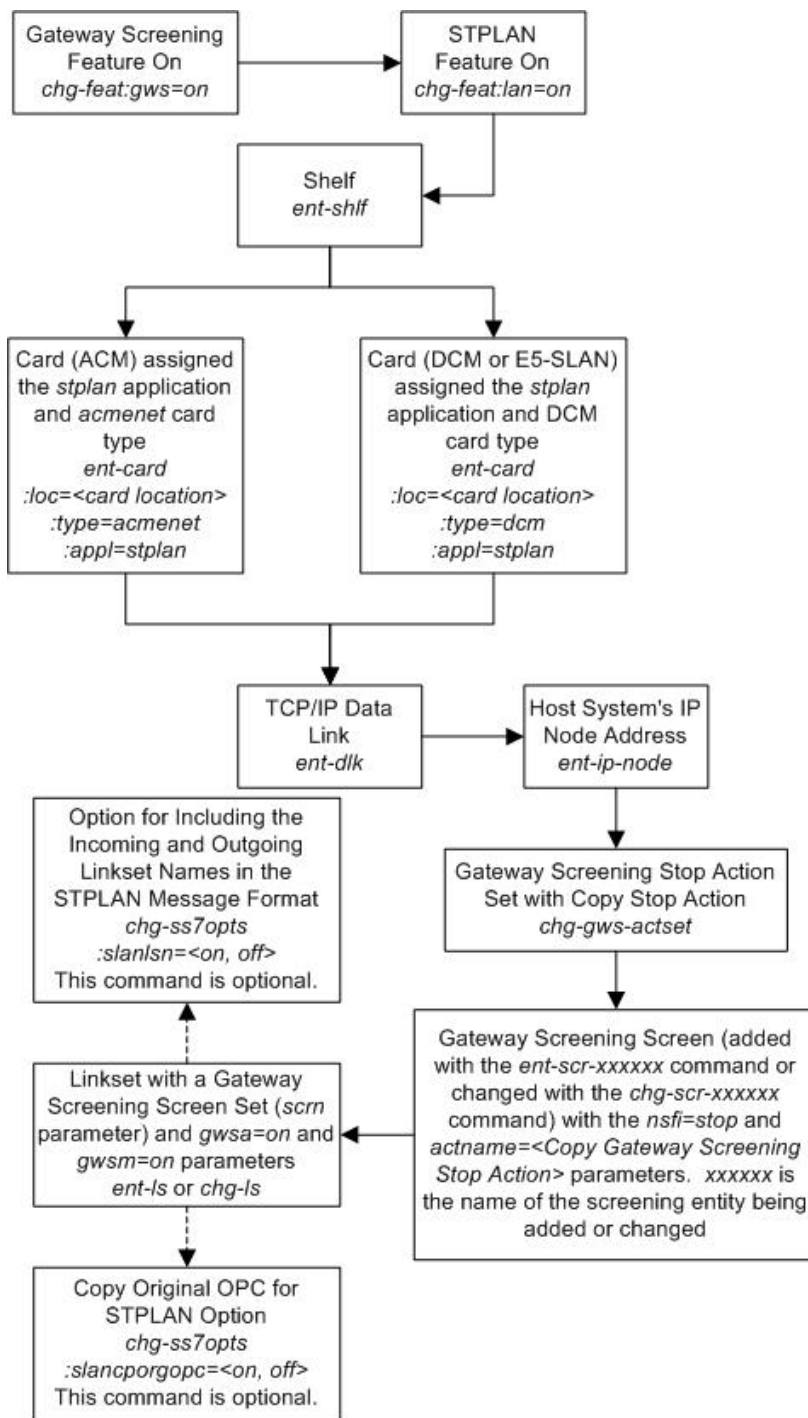 Gateway Screening
Feature On
chg-feat:gws=on
STPLAN
Feature On
chg-feat:lan=on
Shelf
ent-shlf
Card (ACM) assigned
the stplan application
and acmenet card
type
ent-card
:loc=<card location>
:type=acmenet
:appl=stplan
Card (DCM or E5-SLAN)
assigned the stplan
application and DCM
card type
ent-card
:loc=<card location>
:type=dcm
:appl=stplan
TCP/IP Data
Link
ent-dlk
Host System's IP
Node Address
ent-ip-node
Gateway Screening Stop Action
Set with Copy Stop Action
chg-gws-actset
Gateway Screening Screen (added
with the ent-scr-xxxxxx command or
changed with the chg-scr-xxxxxx
command) with the nsfi=stop and
actname=<Copy Gateway Screening
Stop Action> parameters. xxxxxx is
the name of the screening entity being
added or changed
Linkset with a Gateway
Screening Screen Set (scrn
parameter) and gwsa=on and
gwsm=on parameters
ent-ls or chg-ls
Option for Including the
Incoming and Outgoing
Linkset Names in the
STPLAN Message Format
chg-ss7opts
:slanlsn=<on, off>
This command is optional.
Copy Original OPC for
STPLAN Option
chg-ss7opts
:slancporgopc=<on, off>
This command is optional.